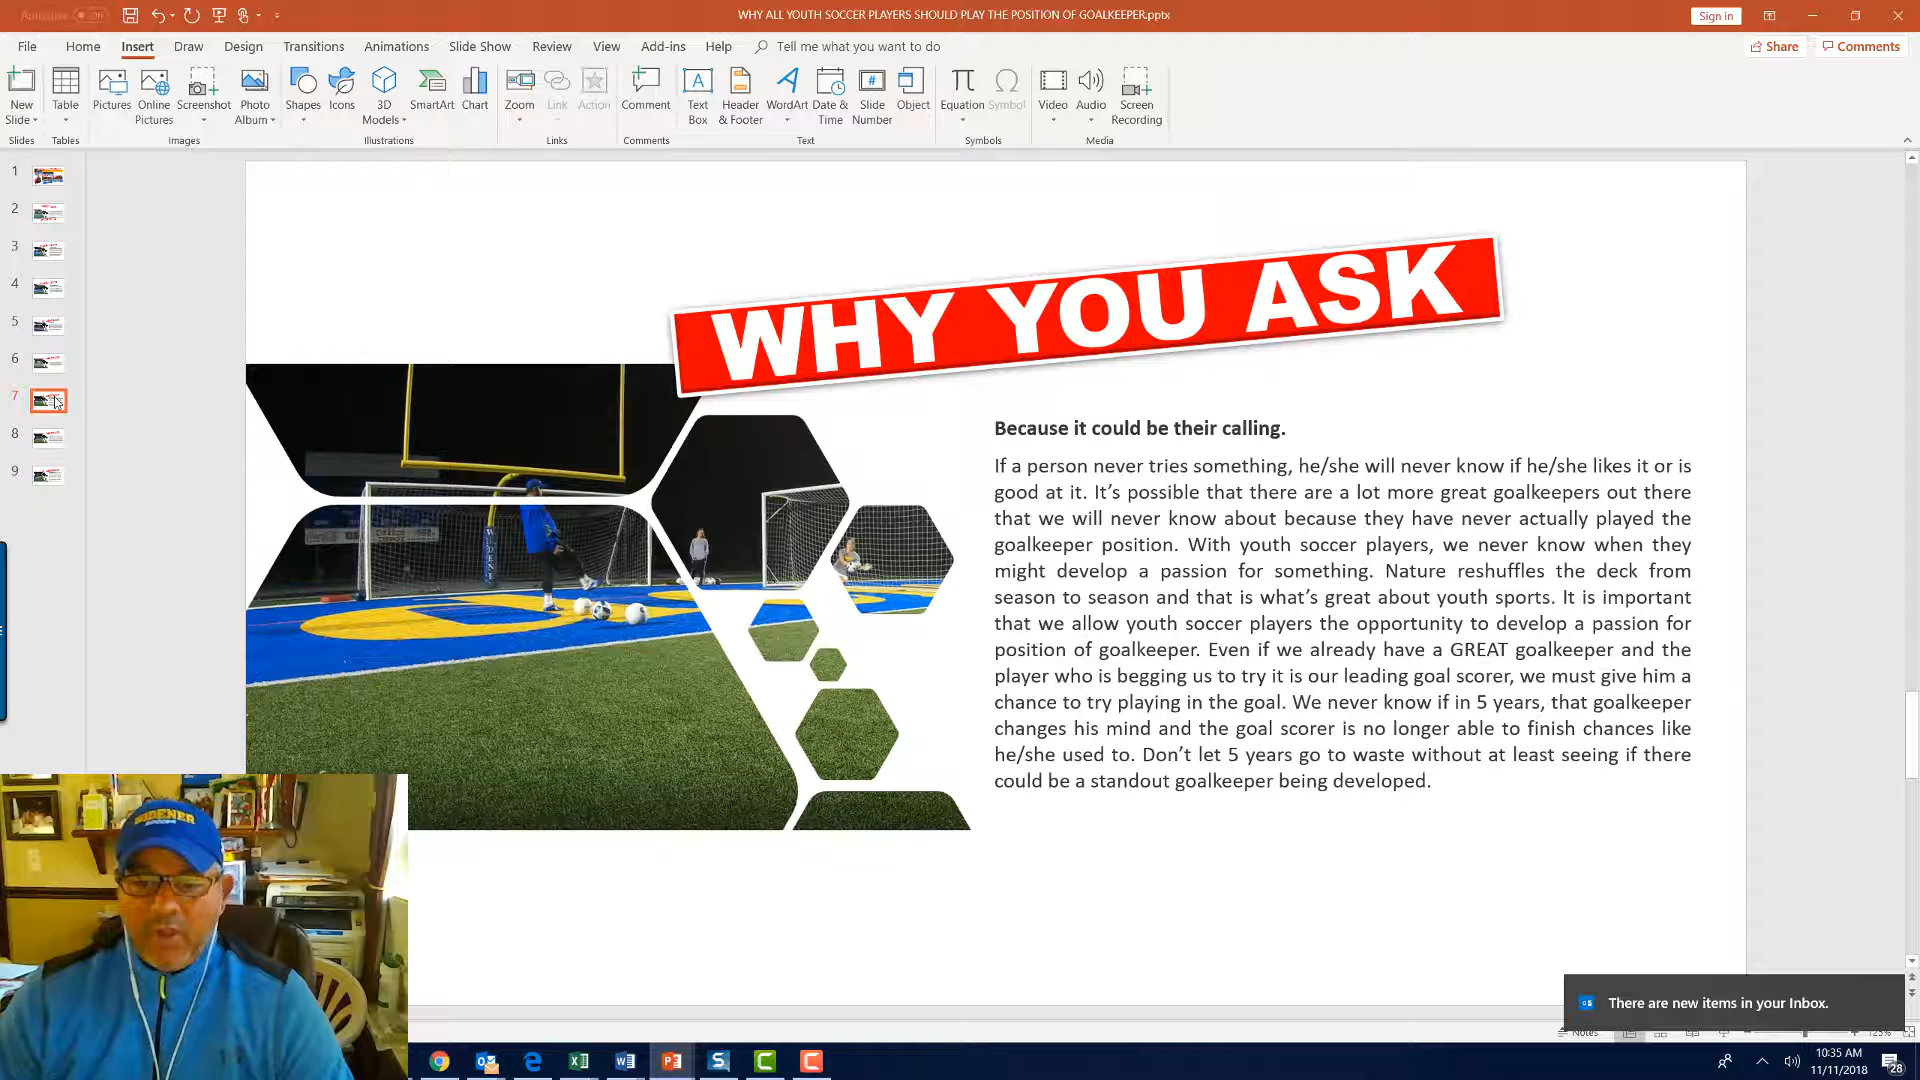 WHY ALL YOUTH SOCCER PLAYERS SHOULD PLAY THE POSITION OF GOALKEEPER.pptx
Sign in
File Home Insert Draw Design Transitions Animations Slide Show Review View Add-ins Help Tell me what you want to do
Share Comments
New Slide Table Pictures Online Pictures Screenshot Photo Album Shapes Icons 3D Models SmartArt Chart Zoom Link Action Comment Text Box Header & Footer WordArt Date & Time Slide Number Object Equation Symbol Video Audio Screen Recording
Slides Tables Images Illustrations Links Comments Text Symbols Media
1
2
3
4
5
6
7
8
9
WHY YOU ASK
Because it could be their calling.
If a person never tries something, he/she will never know if he/she likes it or is
good at it. It’s possible that there are a lot more great goalkeepers out there
that we will never know about because they have never actually played the
goalkeeper position. With youth soccer players, we never know when they
might develop a passion for something. Nature reshuffles the deck from
season to season and that is what’s great about youth sports. It is important
that we allow youth soccer players the opportunity to develop a passion for
position of goalkeeper. Even if we already have a GREAT goalkeeper and the
player who is begging us to try it is our leading goal scorer, we must give him a
chance to try playing in the goal. We never know if in 5 years, that goalkeeper
changes his mind and the goal scorer is no longer able to finish chances like
he/she used to. Don’t let 5 years go to waste without at least seeing if there
could be a standout goalkeeper being developed.
WIDENER
WIDENER
There are new items in your Inbox.
Notes
10:35 AM
11/11/2018
28